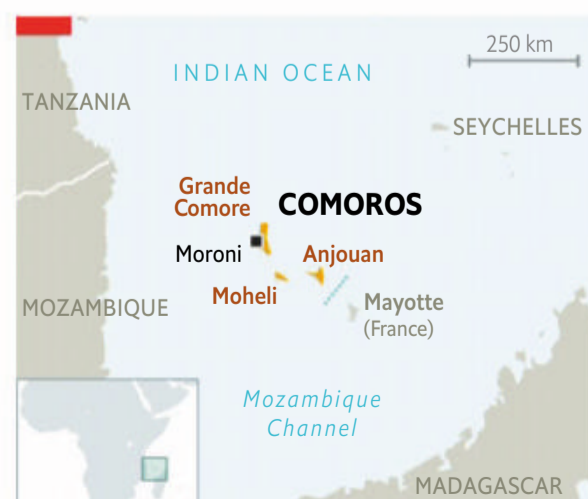 250 km
INDIAN OCEAN
TANZANIA
SEYCHELLES
Grande
Comore
COMOROS
Moroni
Anjouan
Moheli
MOZAMBIQUE
Mayotte
(France)
Mozambique
Channel
MADAGASCAR